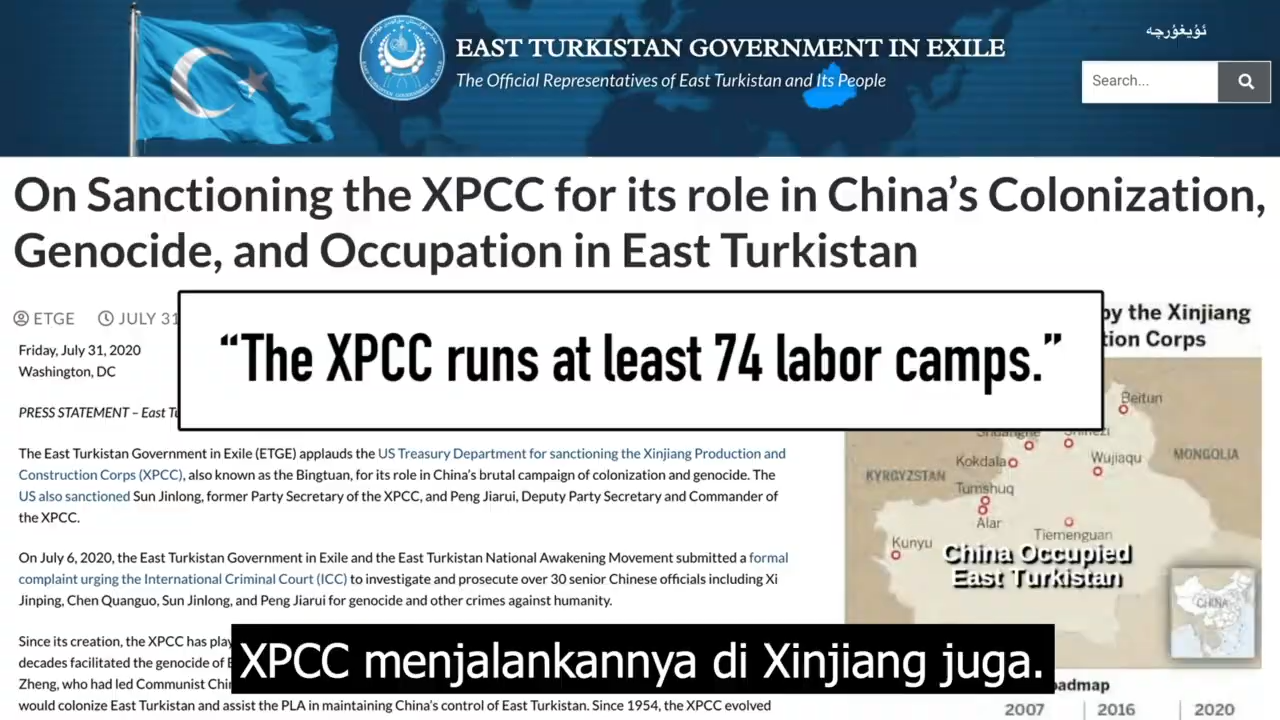 ئۇيغۇرچە
EAST TURKISTAN GOVERNMENT IN EXILE
The Official Representatives of East Turkistan and Its People
Search...
On Sanctioning the XPCC for its role in China’s Colonization,
Genocide, and Occupation in East Turkistan
ETGE JULY 31
Friday, July 31, 2020
Washington, DC
PRESS STATEMENT – East
“The XPCC runs at least 74 labor camps.”
The East Turkistan Government in Exile (ETGE) applauds the US Treasury Department for sanctioning the Xinjiang Production and
Construction Corps (XPCC), also known as the Bingtuan, for its role in China’s brutal campaign of colonization and genocide. The
US also sanctioned Sun Jinlong, former Party Secretary of the XPCC, and Peng Jiarui, Deputy Party Secretary and Commander of
the XPCC.
On July 6, 2020, the East Turkistan Government in Exile and the East Turkistan National Awakening Movement submitted a formal
complaint urging the International Criminal Court (ICC) to investigate and prosecute over 30 senior Chinese officials including Xi
Jinping, Chen Quanguo, Sun Jinlong, and Peng Jiarui for genocide and other crimes against humanity.
Since its creation, the XPCC has
decades facilitated the genocide of
Zheng, who had led Communist
would colonize East Turkistan and assist the PLA in maintaining China’s control of East Turkistan. Since 1954, the XPCC evolved
by the Xinjiang
Corps
Beitun
Kokdala
Wujiaqu
MONGOLIA
KYRGYZSTAN
Tumshuq
Alar
Tiemenguan
Kunyu
China Occupied
East Turkistan
CHINA
2007 2016 2020
XPCC menjalankannya di Xinjiang juga.